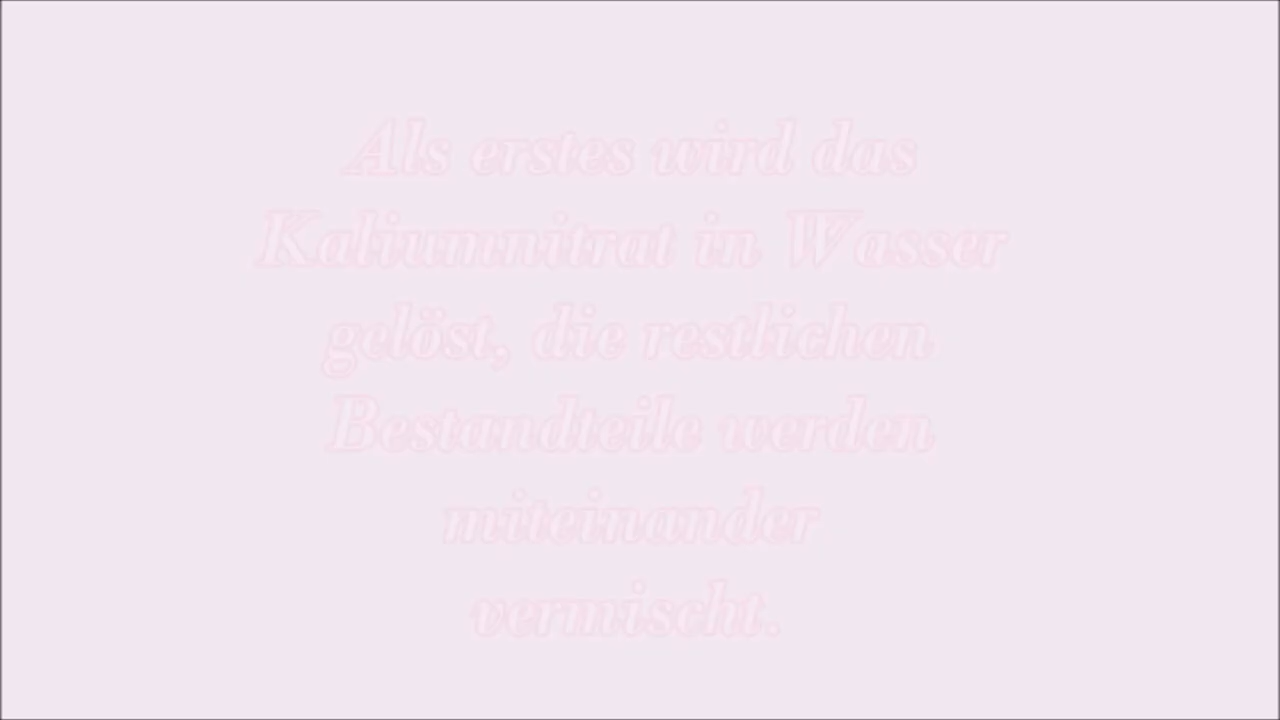 Als erstes wird das
Kaliumnitrat in Wasser
gelöst, die restlichen
Bestandteile werden
miteinander
vermischt.